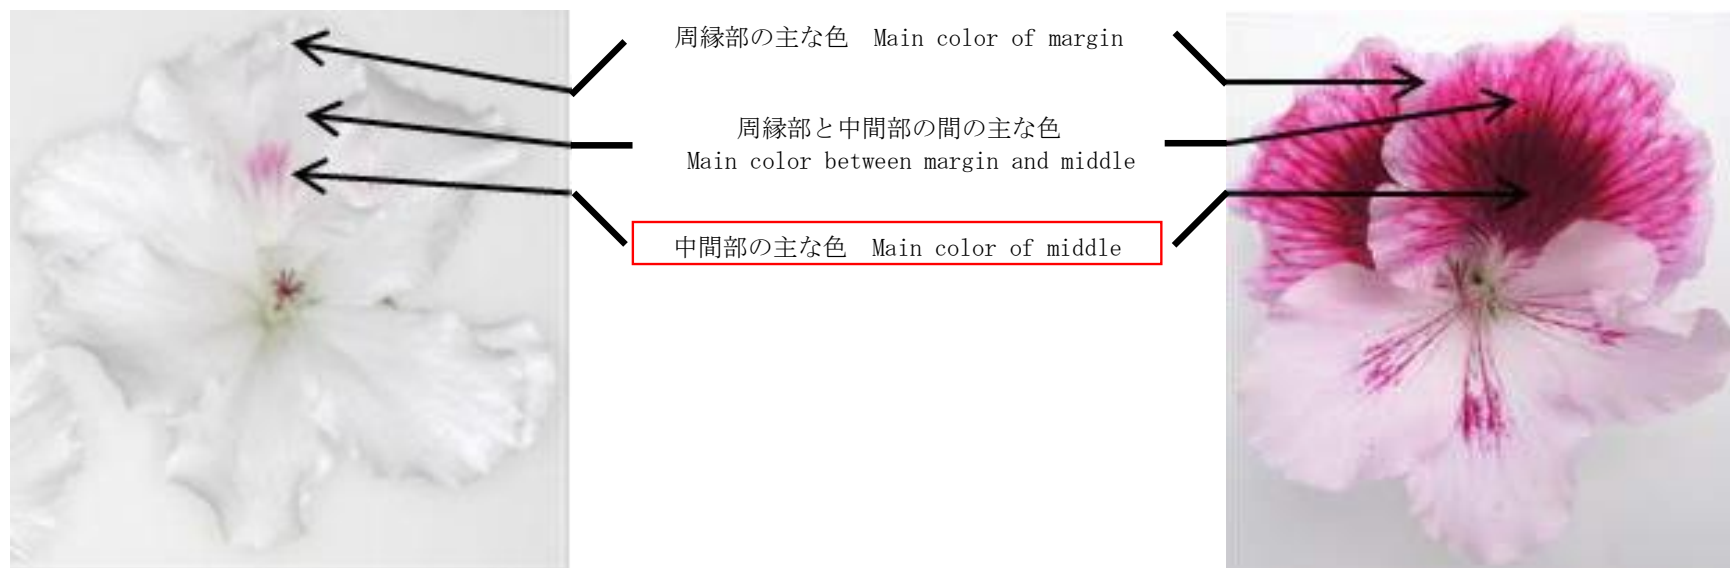 周縁部の主な色 Main color of margin
周縁部と中間部の間の主な色
Main color between margin and middle
中間部の主な色 Main color of middle